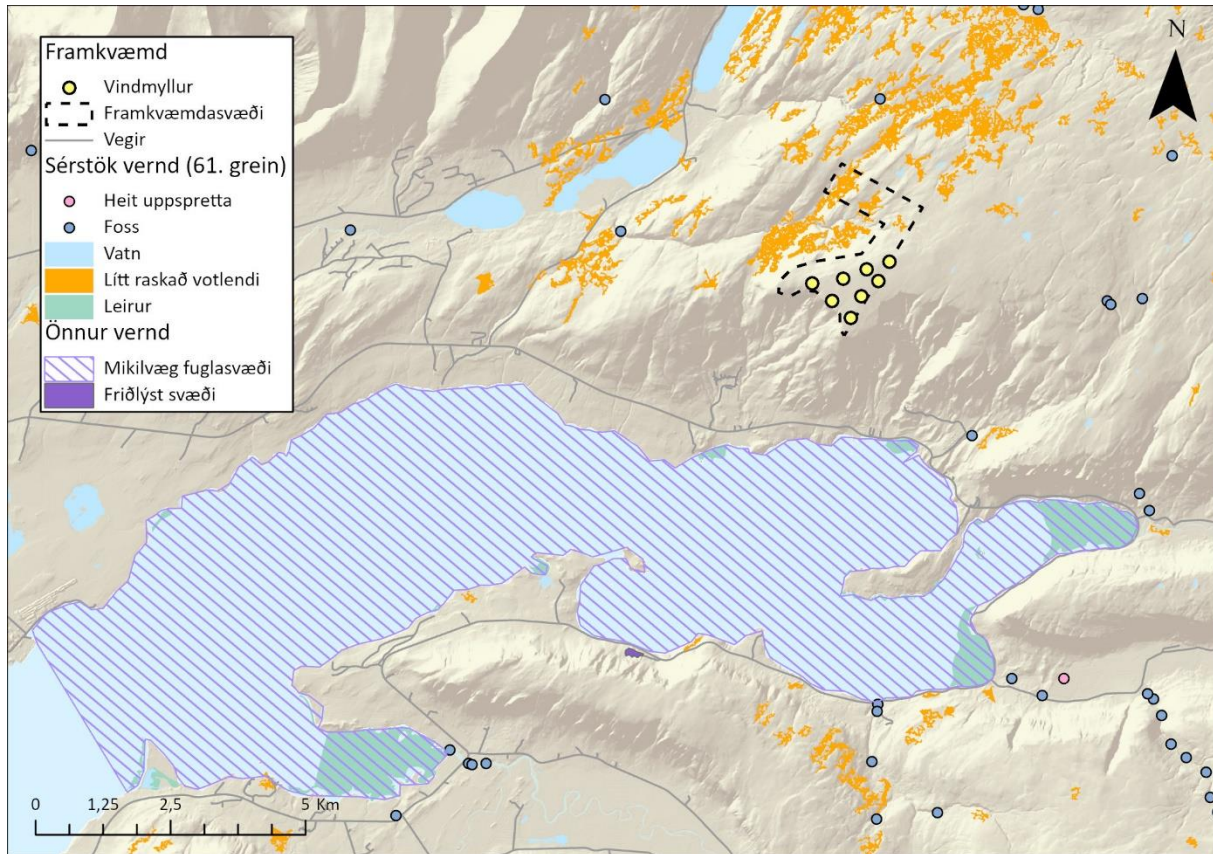 Framkvæmd
Vindmyllur
Framkvæmdasvæði
Vegir
Sérstök vernd (61. grein)
Heit uppspretta
Foss
Vatn
Lítt raskað votlendi
Leirur
Önnur vernd
Mikilvæg fuglasvæði
Friðlýst svæði
N
0 1,25 2,5 5 Km